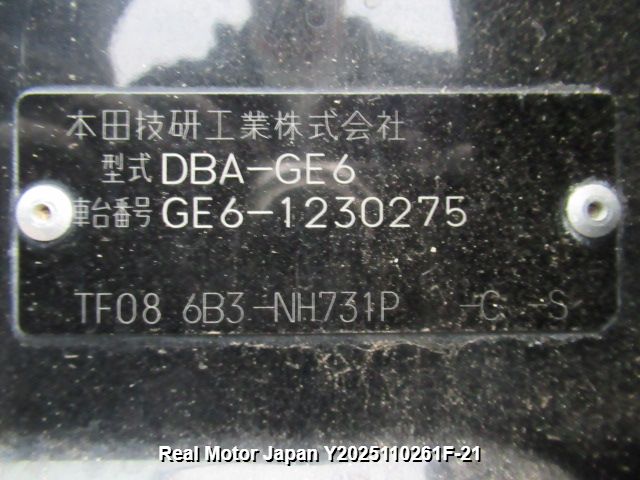 本田技研工業株式会社
型式 DBA-GE6
車台番号 GE6-1230275
TF08 6B3-NH731P -C -S
Real Motor Japan Y2025110261F-21